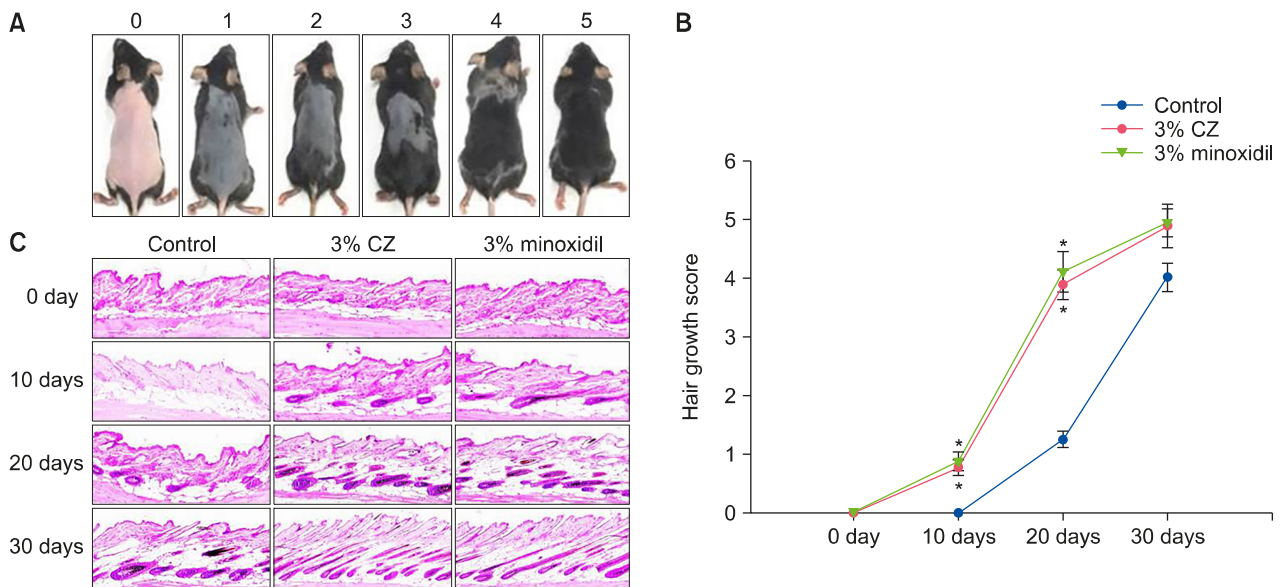 A
0 1 2 3 4 5
B
Control
3% CZ
3% minoxidil
6
5
4
3
2
1
0
Hair growth score
* *
* *
* *
0 day 10 days 20 days 30 days
C
Control 3% CZ 3% minoxidil
0 day
10 days
20 days
30 days